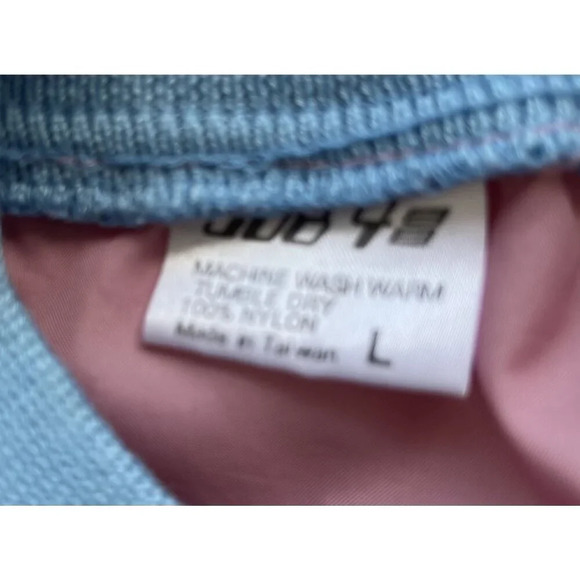 MACHINE WASH WARM
TUMBLE DRY
100% NYLON
Made in Taiwan L